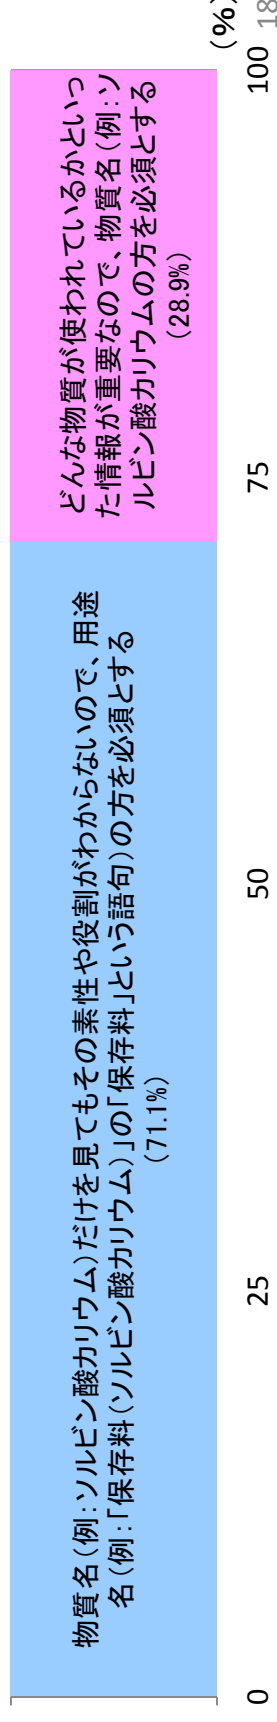 物質名(例：ソルビン酸カリウム)だけを見てもその素性や役割がわからないので、用途
名(例：「保存料(ソルビン酸カリウム)」の「保存料」という語句)の方を必須とする
(71.1%)
どんな物質が使われているかといっ
た情報が重要なので、物質名(例：ソ
ルビン酸カリウムの方を必須とする
(28.9%)
0
25
50
75
100
(%)
18